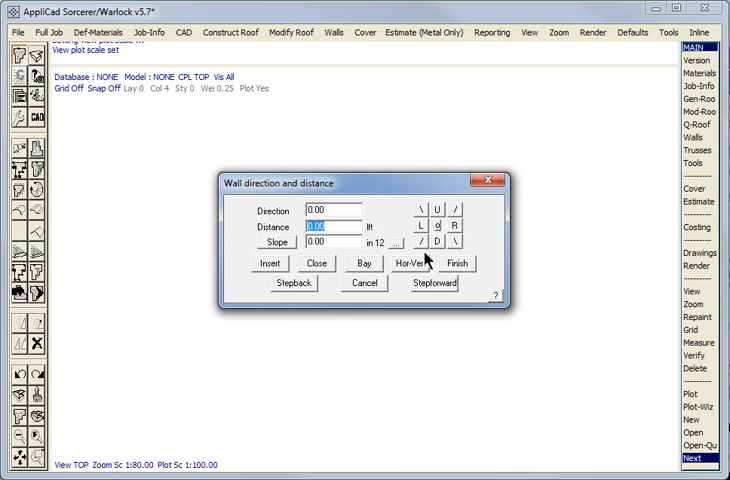 AppliCad Sorcerer/Warlock v5.7*
File Full Job Def-Materials Job-Info CAD Construct Roof Modify Roof Walls Cover Estimate (Metal Only) Reporting View Zoom Render Defaults Tools Inline
View plot scale set
Database : NONE Model : NONE CPL TOP Vis All
Grid Off Snap Off Lay 0 Col 4 Sty 0 Wei 0.25 Plot Yes
CAD
Wall direction and distance
Direction 0.00 \ U /
Distance 0.00 lft L o R
Slope 0.00 in 12 ... / D \
Insert Close Bay Hor-Ver Finish
Stepback Cancel Stepforward
?
View TOP Zoom Sc 1:80.00 Plot Sc 1:100.00
MAIN
Version
Materials
Job-Info
Gen-Roo
Mod-Roo
Q-Roof
Walls
Trusses
Tools
---------
Cover
Estimate
---------
Costing
---------
Drawings
Render
---------
View
Zoom
Repaint
Grid
Measure
Verify
Delete
---------
Plot
Plot-Wiz
New
Open
Open-Qu
Next